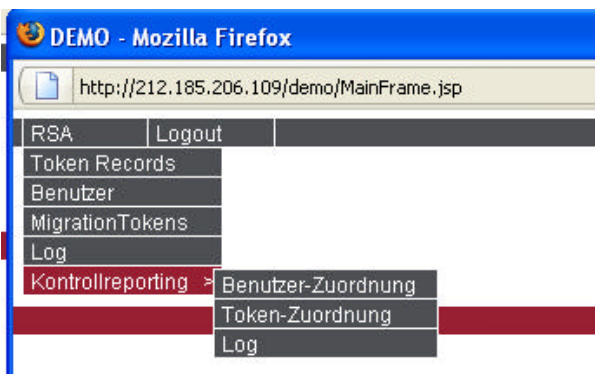 DEMO - Mozilla Firefox
http://212.185.206.109/demo/MainFrame.jsp
RSA Logout
Token Records
Benutzer
MigrationTokens
Log
Kontrollreporting > Benutzer-Zuordnung
Token-Zuordnung
Log